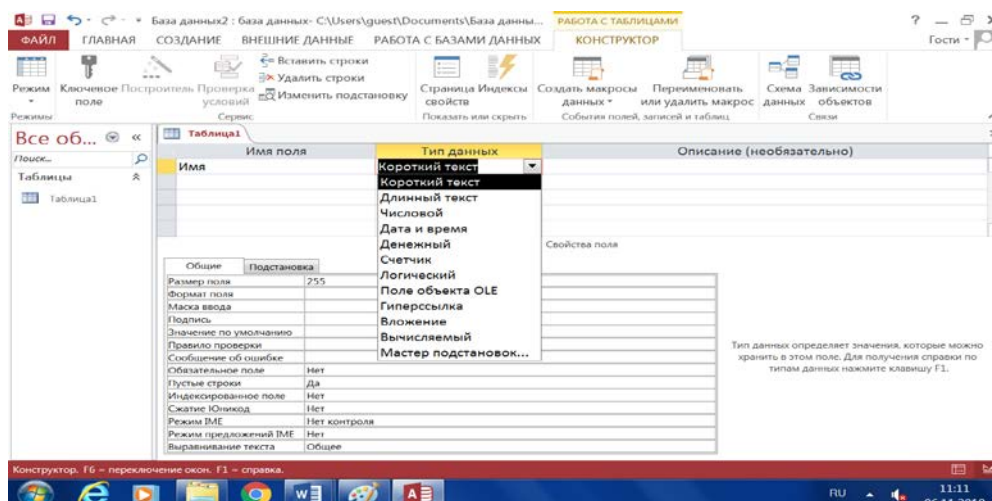 База данных2 : база данных- C:\Users\guest\Documents\База данны...
РАБОТА С ТАБЛИЦАМИ
?
ФАЙЛ ГЛАВНАЯ СОЗДАНИЕ ВНЕШНИЕ ДАННЫЕ РАБОТА С БАЗАМИ ДАННЫХ КОНСТРУКТОР Гости
Режим
Ключевое поле
Построитель
Проверка условий
Вставить строки
Удалить строки
Изменить подстановку
Страница свойств
Индексы
Создать макросы данных
Переименовать или удалить макрос
Схема данных
Зависимости объектов
Режимы Сервис Показать или скрыть События полей, записей и таблиц Связи
Все об... «
Поиск...
Таблицы
Таблица1
Таблица1
Имя поля Тип данных Описание (необязательно)
Имя Короткий текст
Короткий текст
Длинный текст
Числовой
Дата и время
Денежный
Счетчик
Логический
Поле объекта OLE
Гиперссылка
Вложение
Вычисляемый
Мастер подстановок...
Свойства поля
Общие Подстановка
Размер поля 255
Формат поля
Маска ввода
Подпись
Значение по умолчанию
Правило проверки
Сообщение об ошибке
Обязательное поле Нет
Пустые строки Да
Индексированное поле Нет
Сжатие Юникод Нет
Режим IME Нет контроля
Режим предложений IME Нет
Выравнивание текста Общее
Тип данных определяет значения, которые можно
хранить в этом поле. Для получения справки по
типам данных нажмите клавишу F1.
Конструктор. F6 = переключение окон. F1 = справка.
RU
11:11